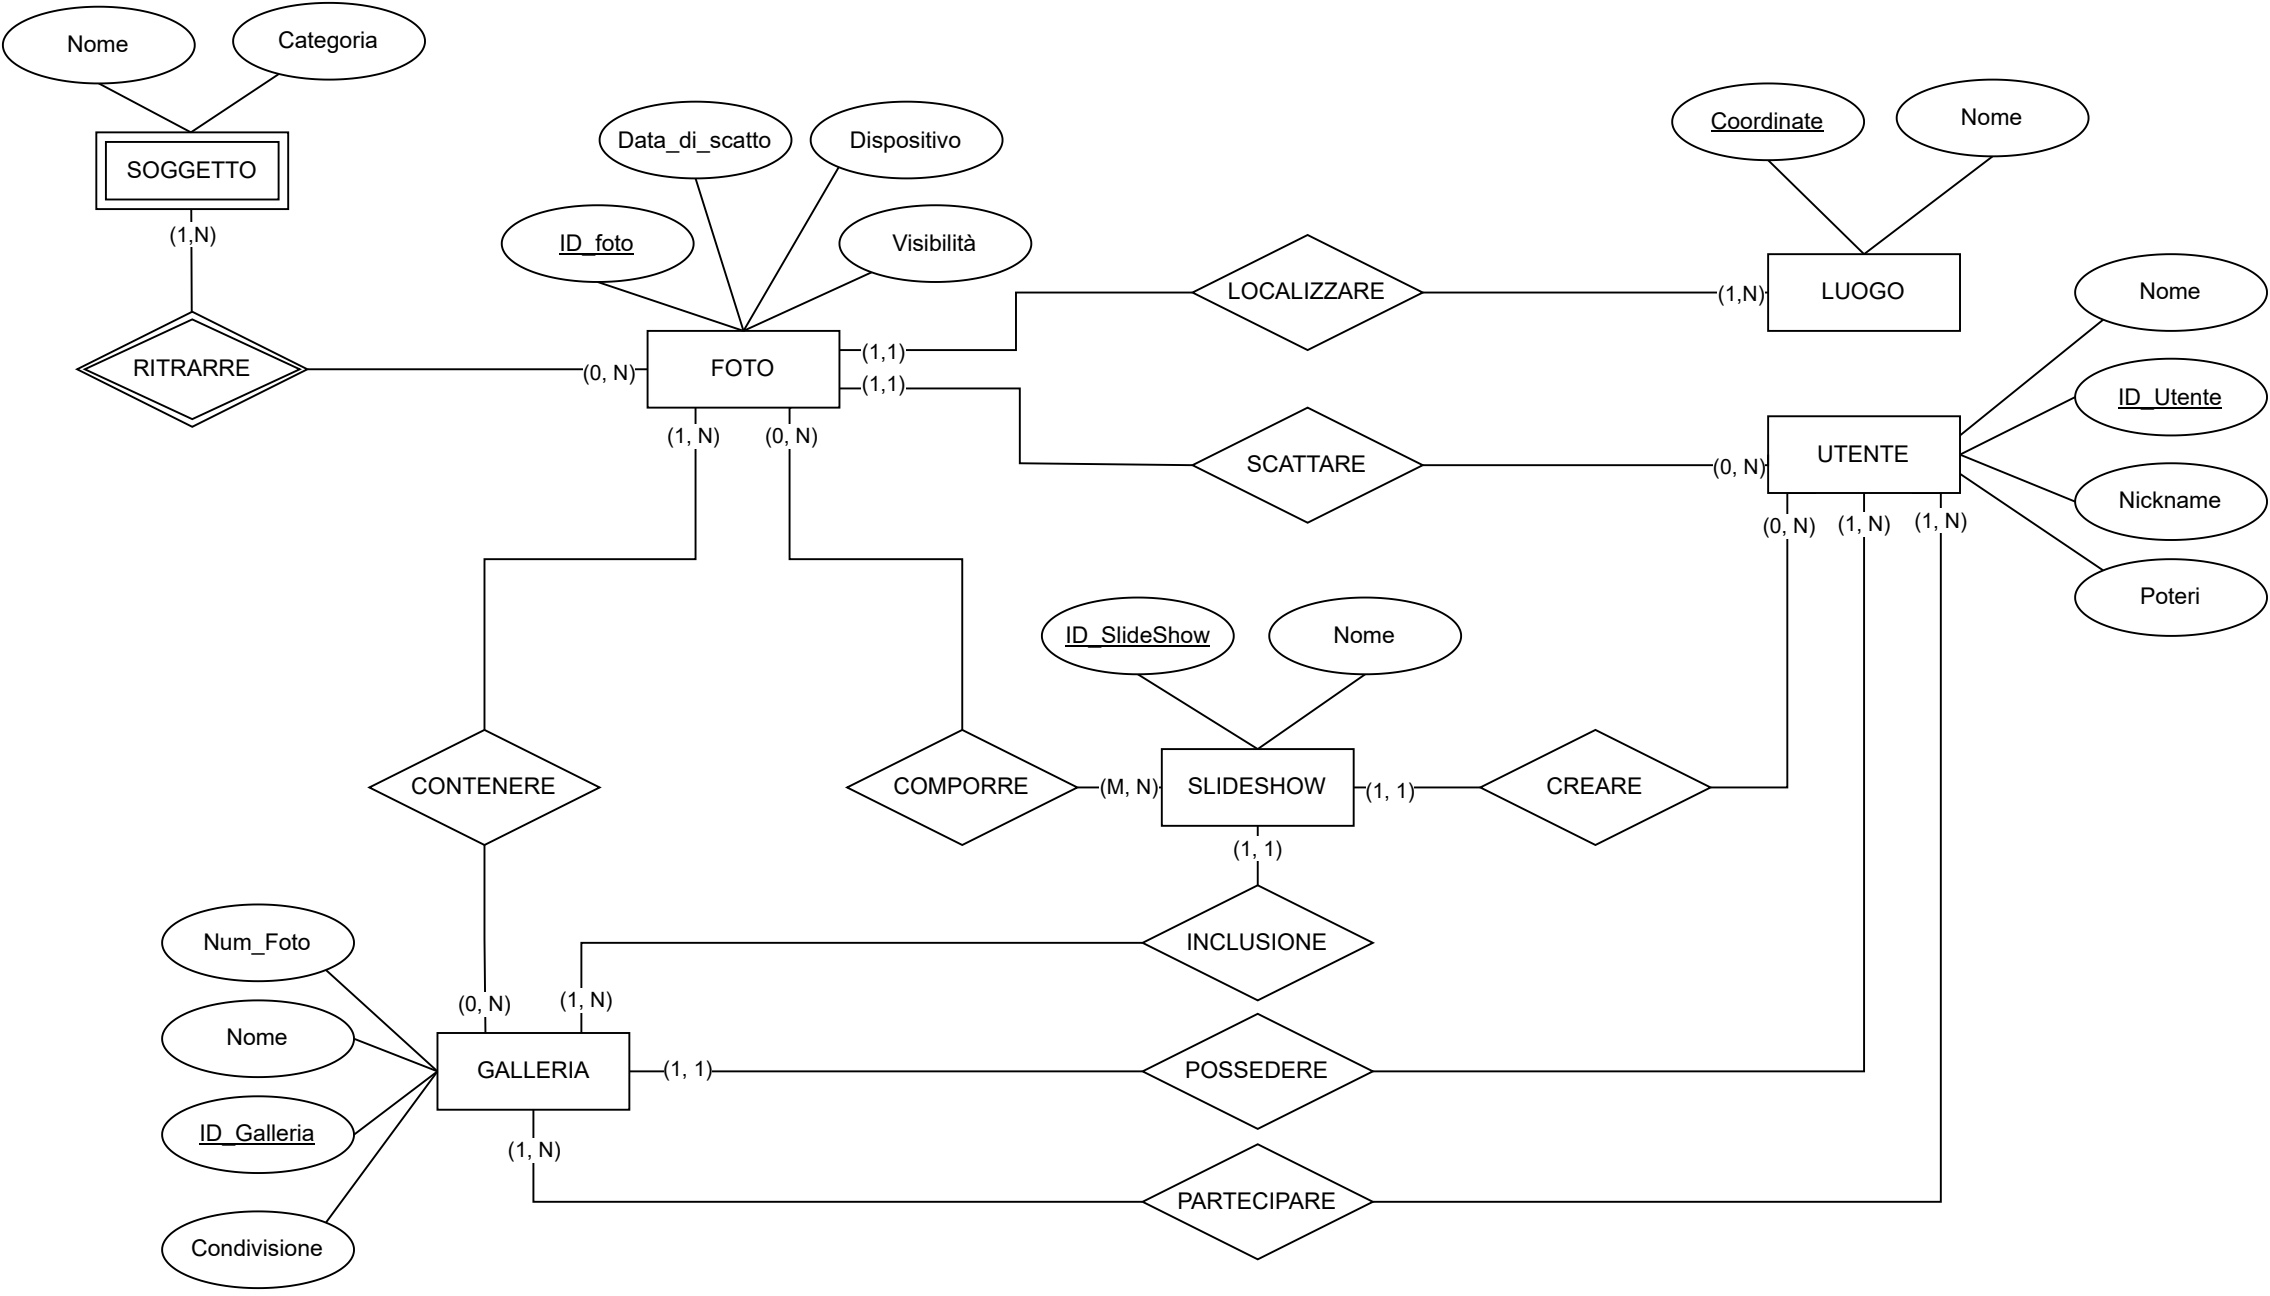 Nome
Categoria
SOGGETTO
(1,N)
RITRARRE
(0, N)
Data_di_scatto
Dispositivo
ID_foto
Visibilità
FOTO
(1,1)
(1,1)
(1, N)
(0, N)
LOCALIZZARE
(1,N)
Coordinate
Nome
LUOGO
SCATTARE
(0, N)
UTENTE
Nome
ID_Utente
Nickname
Poteri
(0, N)
(1, N)
(1, N)
ID_SlideShow
Nome
CONTENERE
COMPORRE
(M, N)
SLIDESHOW
(1, 1)
CREARE
(1, 1)
INCLUSIONE
Num_Foto
Nome
ID_Galleria
Condivisione
(0, N)
(1, N)
GALLERIA
(1, 1)
POSSEDERE
(1, N)
PARTECIPARE